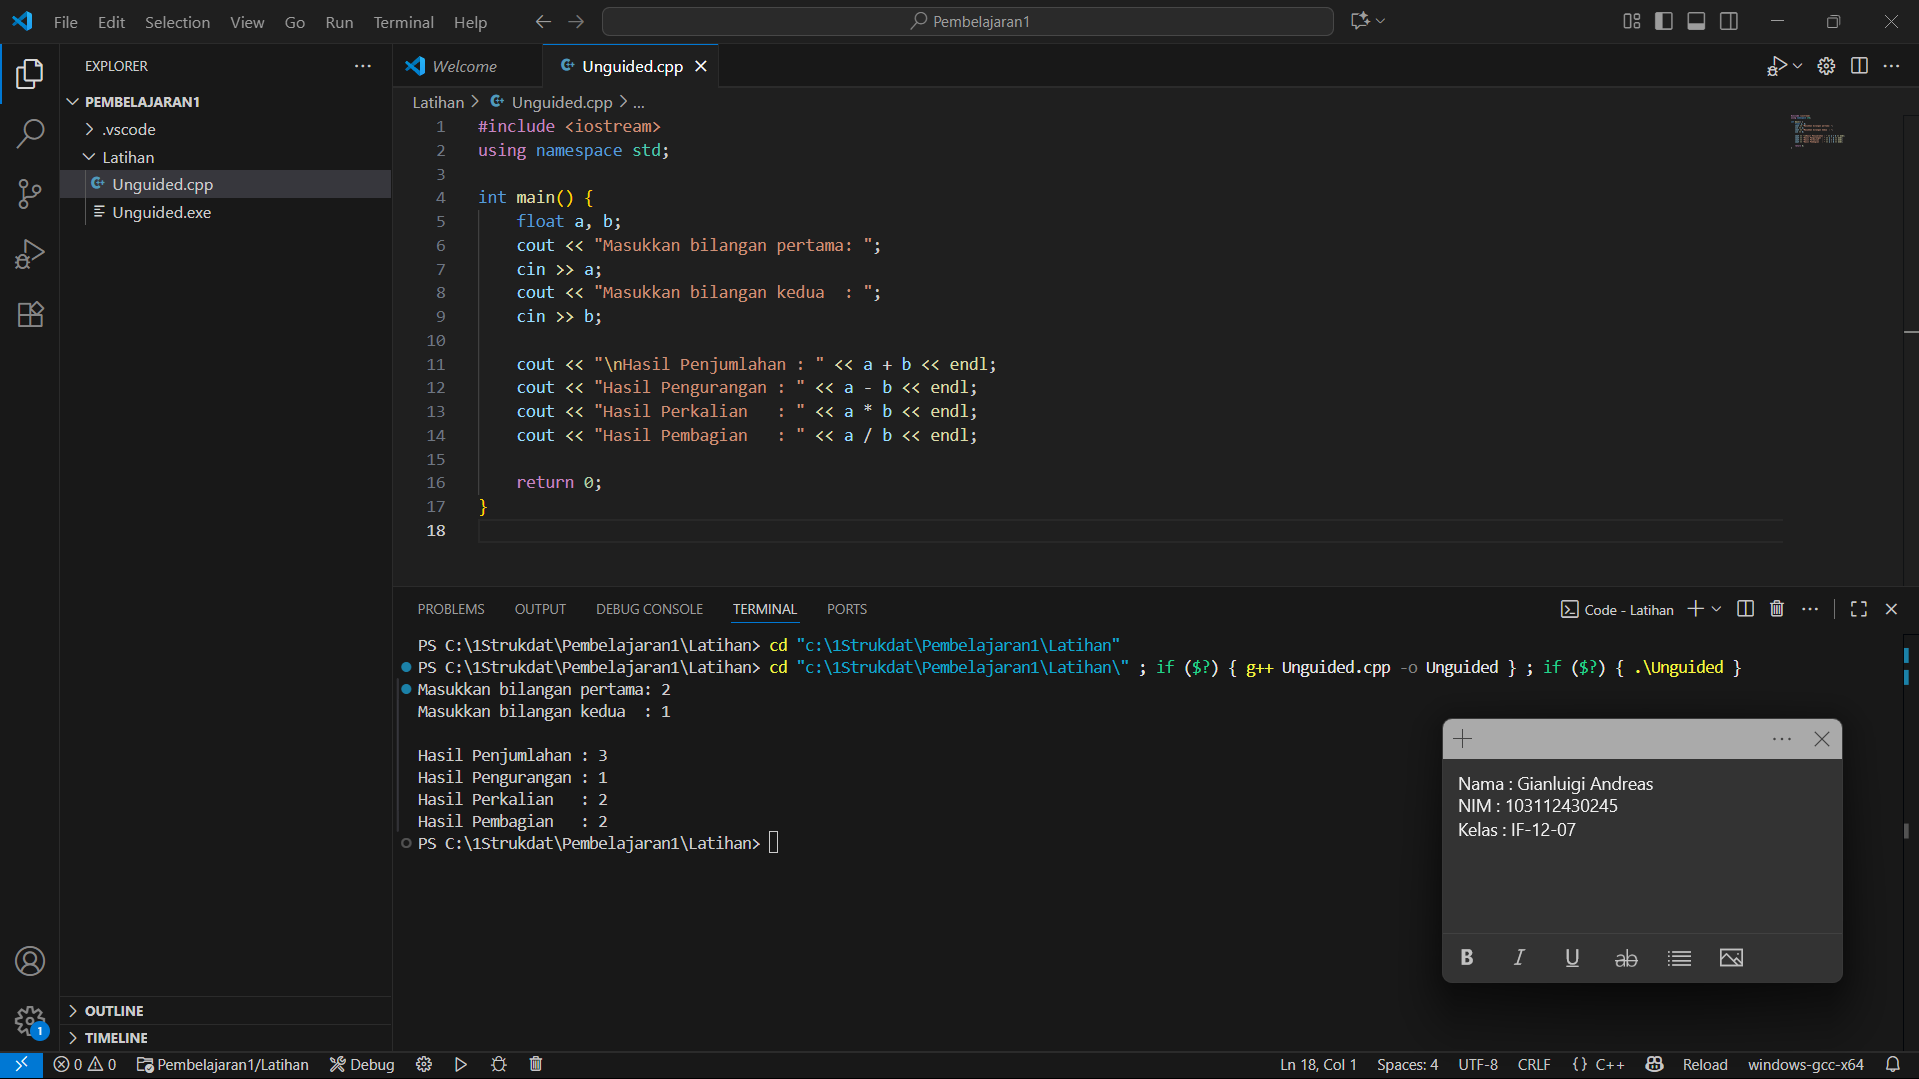 File Edit Selection View Go Run Terminal Help
Pembelajaran1
EXPLORER
PEMBELAJARAN1
.vscode
Latihan
Unguided.cpp
Unguided.exe
OUTLINE
TIMELINE
Welcome
Unguided.cpp
Latihan > Unguided.cpp > ...
1 #include <iostream>
2 using namespace std;
3
4 int main() {
5     float a, b;
6     cout << "Masukkan bilangan pertama: ";
7     cin >> a;
8     cout << "Masukkan bilangan kedua  : ";
9     cin >> b;
10
11     cout << "\nHasil Penjumlahan : " << a + b << endl;
12     cout << "Hasil Pengurangan : " << a - b << endl;
13     cout << "Hasil Perkalian   : " << a * b << endl;
14     cout << "Hasil Pembagian   : " << a / b << endl;
15
16     return 0;
17 }
18
PROBLEMS OUTPUT DEBUG CONSOLE TERMINAL PORTS
Code - Latihan
PS C:\1Strukdat\Pembelajaran1\Latihan> cd "c:\1Strukdat\Pembelajaran1\Latihan"
PS C:\1Strukdat\Pembelajaran1\Latihan> cd "c:\1Strukdat\Pembelajaran1\Latihan\" ; if ($?) { g++ Unguided.cpp -o Unguided } ; if ($?) { .\Unguided }
Masukkan bilangan pertama: 2
Masukkan bilangan kedua  : 1
Hasil Penjumlahan : 3
Hasil Pengurangan : 1
Hasil Perkalian   : 2
Hasil Pembagian   : 2
PS C:\1Strukdat\Pembelajaran1\Latihan>
Nama : Gianluigi Andreas
NIM : 103112430245
Kelas : IF-12-07
B I U ab
1
0 0 Pembelajaran1/Latihan Debug
Ln 18, Col 1 Spaces: 4 UTF-8 CRLF {} C++ Reload windows-gcc-x64